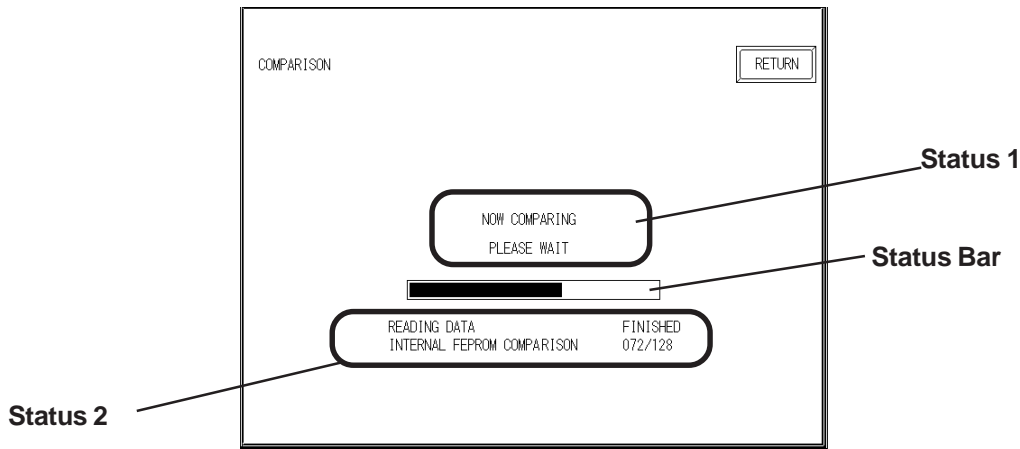 COMPARISON
RETURN
Status 1
NOW COMPARING
PLEASE WAIT
Status Bar
READING DATA FINISHED
INTERNAL FEPROM COMPARISON 072/128
Status 2